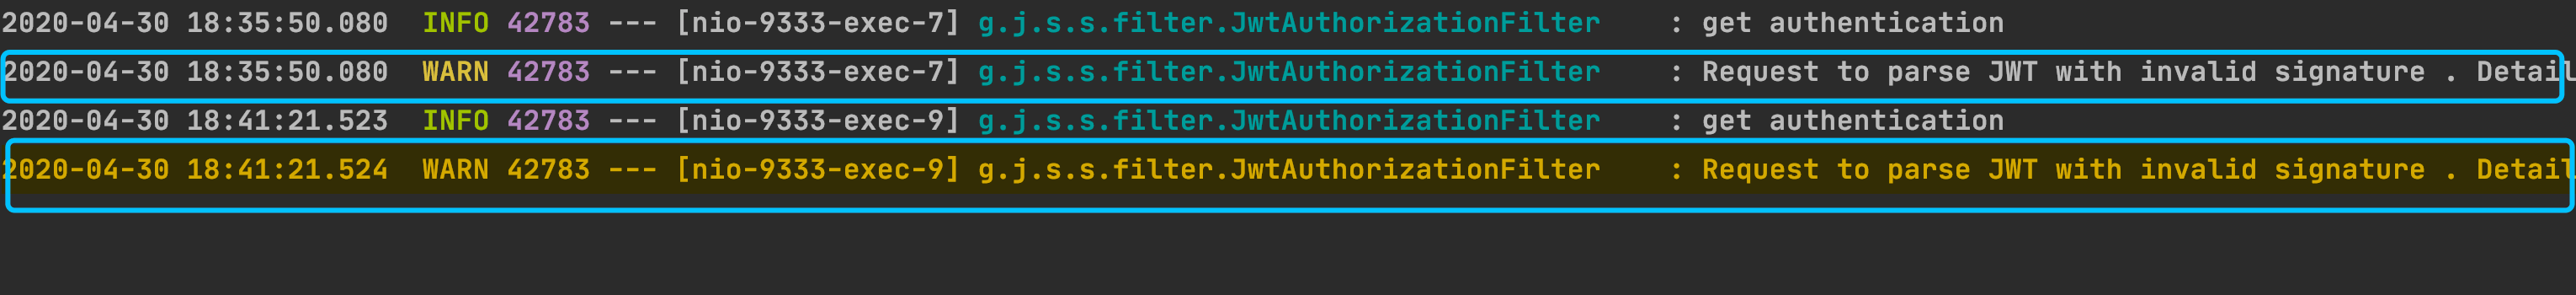 2020-04-30 18:35:50.080  INFO 42783 --- [nio-9333-exec-7] g.j.s.s.filter.JwtAuthorizationFilter    : get authentication
2020-04-30 18:35:50.080  WARN 42783 --- [nio-9333-exec-7] g.j.s.s.filter.JwtAuthorizationFilter    : Request to parse JWT with invalid signature . Detail
2020-04-30 18:41:21.523  INFO 42783 --- [nio-9333-exec-9] g.j.s.s.filter.JwtAuthorizationFilter    : get authentication
2020-04-30 18:41:21.524  WARN 42783 --- [nio-9333-exec-9] g.j.s.s.filter.JwtAuthorizationFilter    : Request to parse JWT with invalid signature . Detail